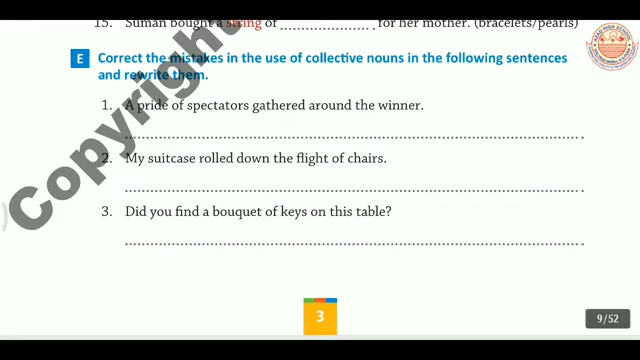 15. Suman bought a string of ........................ for her mother. (bracelets/pearls)
E Correct the mistakes in the use of collective nouns in the following sentences
and rewrite them.
1. A pride of spectators gathered around the winner.
2. My suitcase rolled down the flight of chairs.
3. Did you find a bouquet of keys on this table?
Copyright
3
9/52